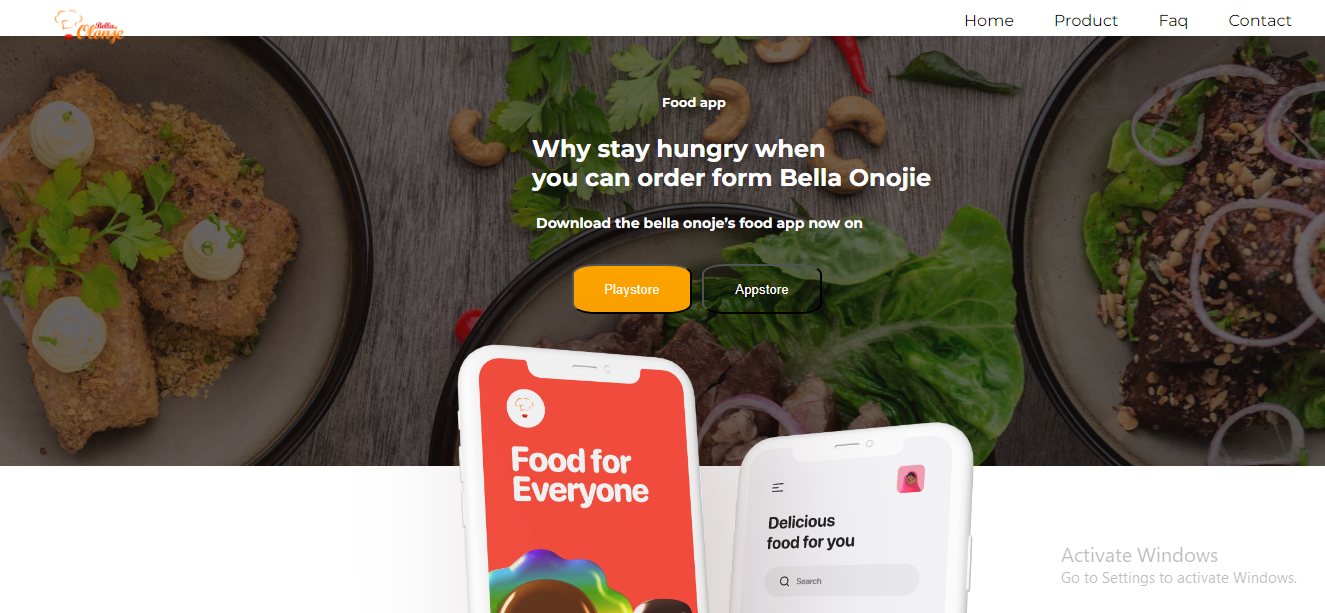 Bella
Olonje
Home
Product
Faq
Contact
Food app
Why stay hungry when
you can order form Bella Onojie
Download the bella onoje's food app now on
Playstore
Appstore
Food for
Everyone
Delicious
food for you
Search
Activate Windows
Go to Settings to activate Windows.